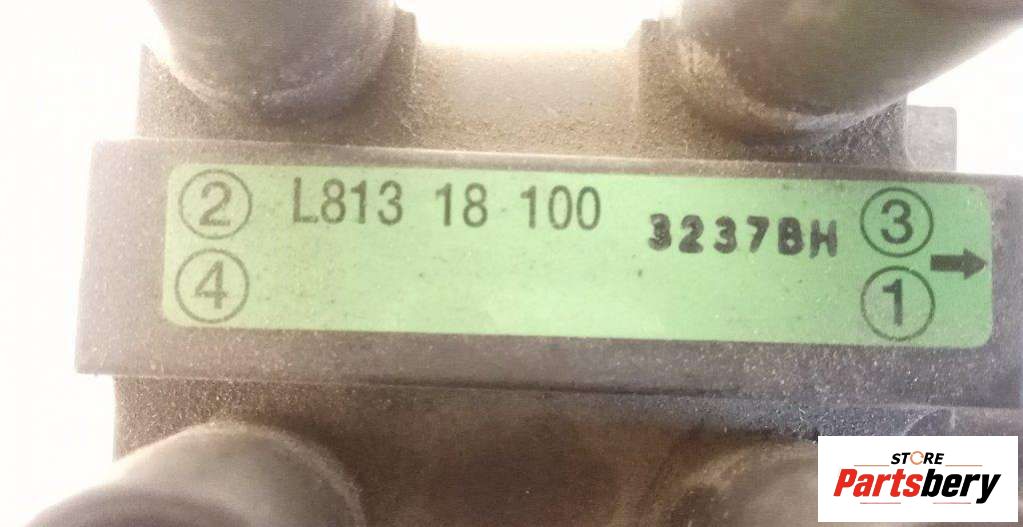 ② L813 18 100 3237BH ③
④ ①
STORE
Partsbery